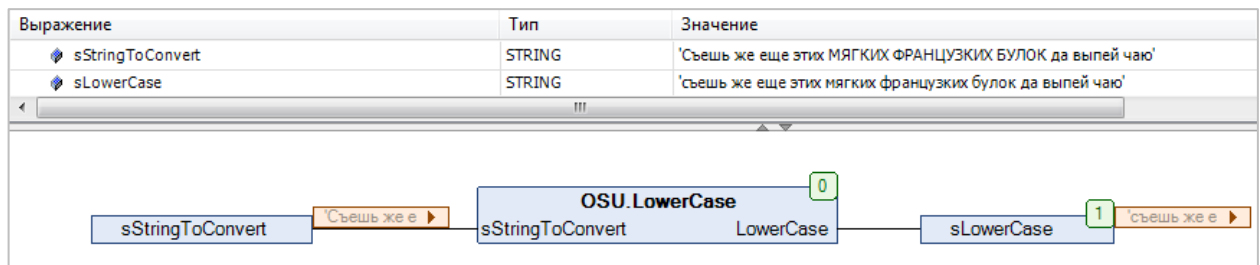 Выражение Тип Значение
sStringToConvert STRING 'Съешь же еще этих МЯГКИХ ФРАНЦУЗКИХ БУЛОК да выпей чаю'
sLowerCase STRING 'съешь же еще этих мягких французких булок да выпей чаю'
0
OSU.LowerCase
'Съешь же е 1 'съешь же е
sStringToConvert sStringToConvert LowerCase sLowerCase